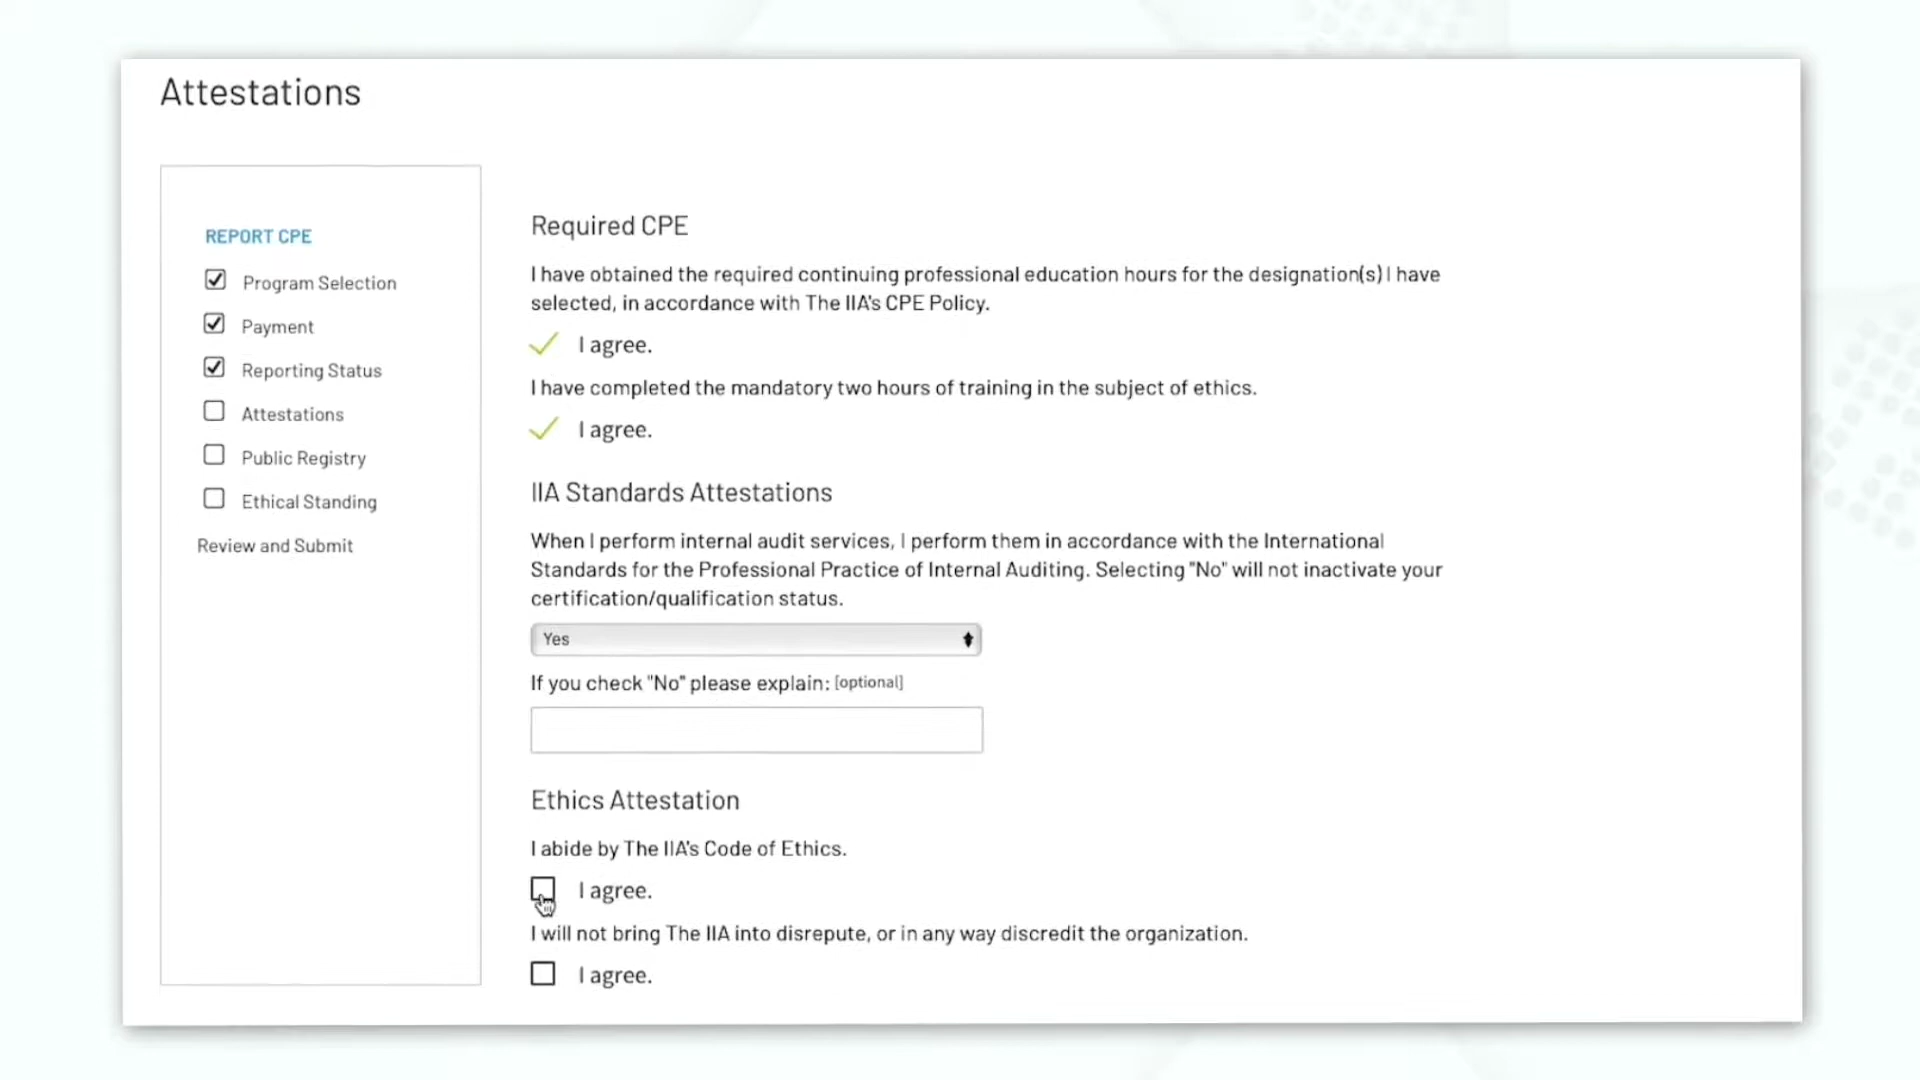 Attestations
REPORT CPE
Program Selection
Payment
Reporting Status
Attestations
Public Registry
Ethical Standing
Review and Submit
Required CPE
I have obtained the required continuing professional education hours for the designation(s) I have
selected, in accordance with The IIA's CPE Policy.
I agree.
I have completed the mandatory two hours of training in the subject of ethics.
I agree.
IIA Standards Attestations
When I perform internal audit services, I perform them in accordance with the International
Standards for the Professional Practice of Internal Auditing. Selecting "No" will not inactivate your
certification/qualification status.
Yes
If you check "No" please explain: [optional]
Ethics Attestation
I abide by The IIA's Code of Ethics.
I agree.
I will not bring The IIA into disrepute, or in any way discredit the organization.
I agree.